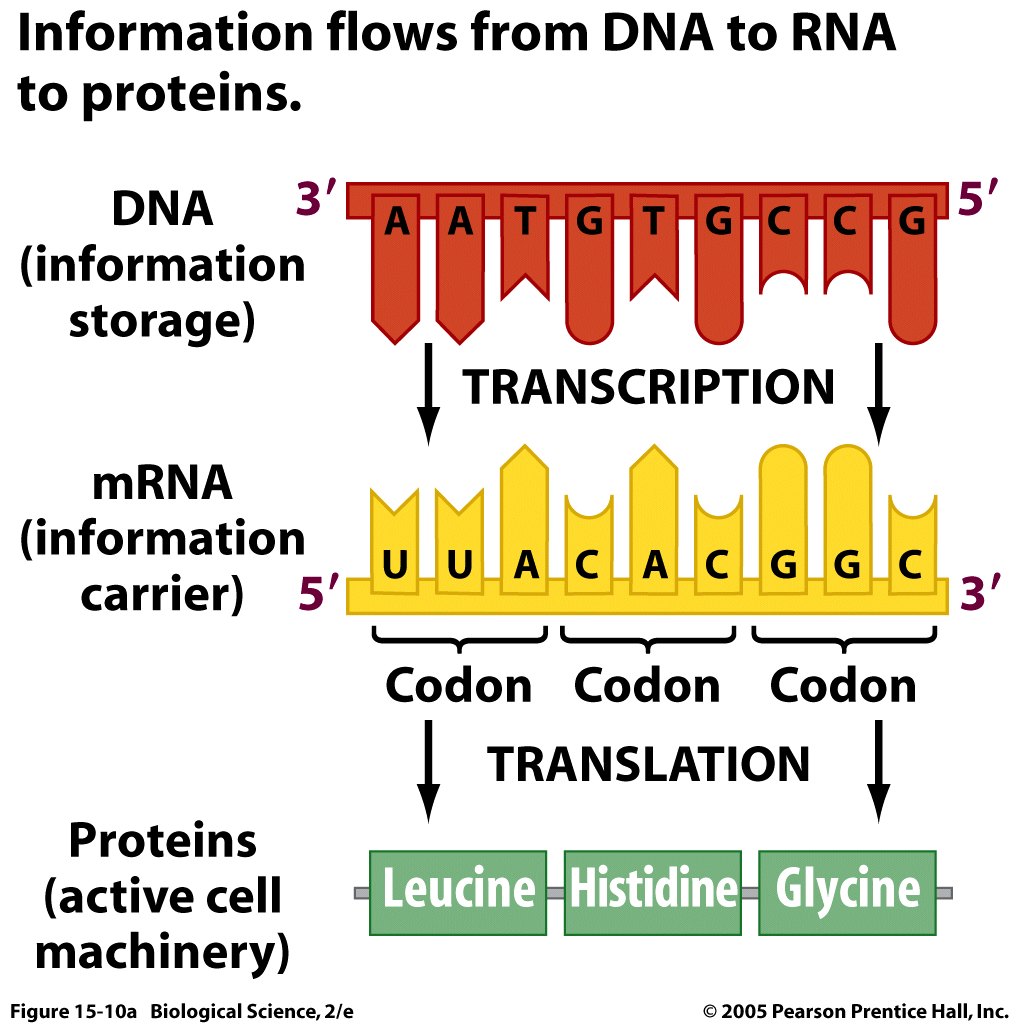 Information flows from DNA to RNA
to proteins.
DNA
(information
storage)
3′ A A T G T G C C G 5′
TRANSCRIPTION
mRNA
(information
carrier)
5′ U U A C A C G G C 3′
Codon Codon Codon
TRANSLATION
Proteins
(active cell
machinery)
Leucine Histidine Glycine
Figure 15-10a Biological Science, 2/e
© 2005 Pearson Prentice Hall, Inc.